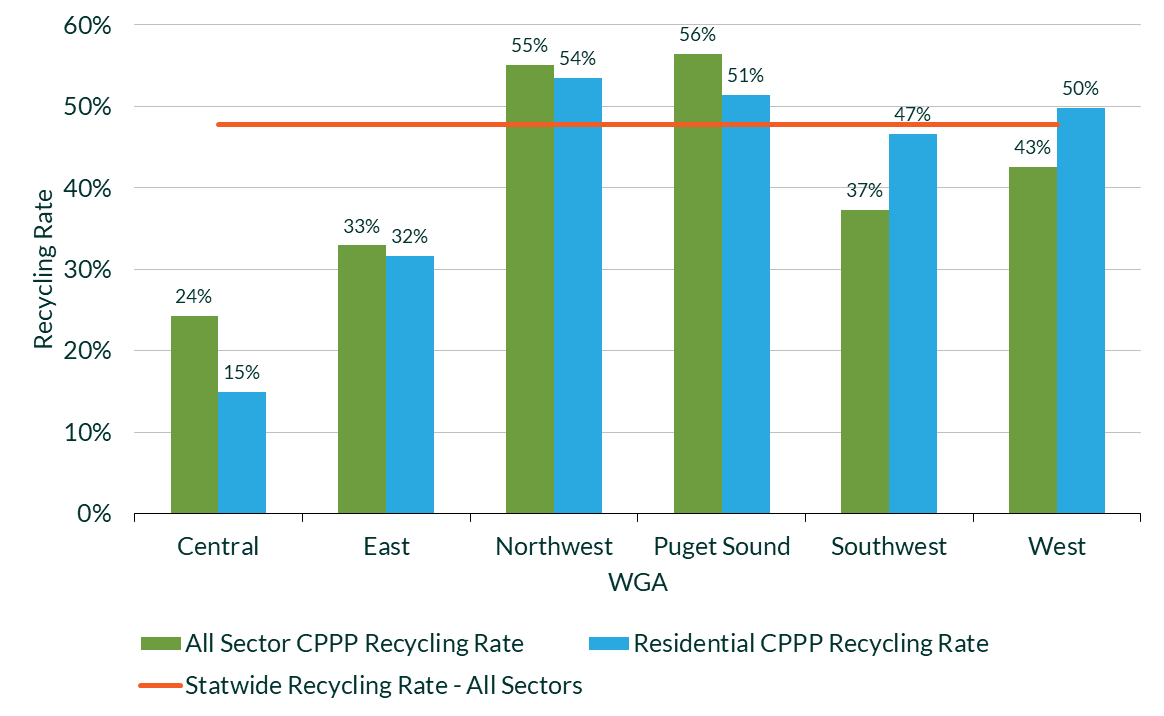 60%
50%
40%
30%
20%
10%
0%
Recycling Rate
24%
15%
33%
32%
55%
54%
56%
51%
37%
47%
43%
50%
Central
East
Northwest
Puget Sound
Southwest
West
WGA
All Sector CPPP Recycling Rate
Residential CPPP Recycling Rate
Statwide Recycling Rate - All Sectors